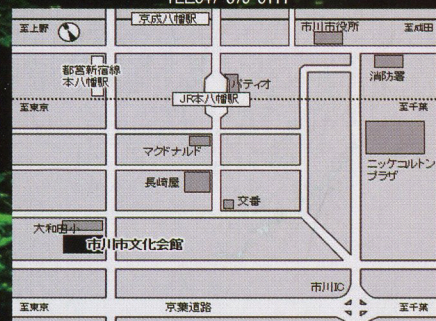 京成八幡駅
至上野
市川市役所
至成田
都営新宿線
本八幡駅
パティオ
消防署
JR本八幡駅
至東京
至千葉
マクドナルド
ニッケコルトン
プラザ
長崎屋
交番
大和田小
市川市文化会館
市川IC
至東京
京葉道路
至千葉